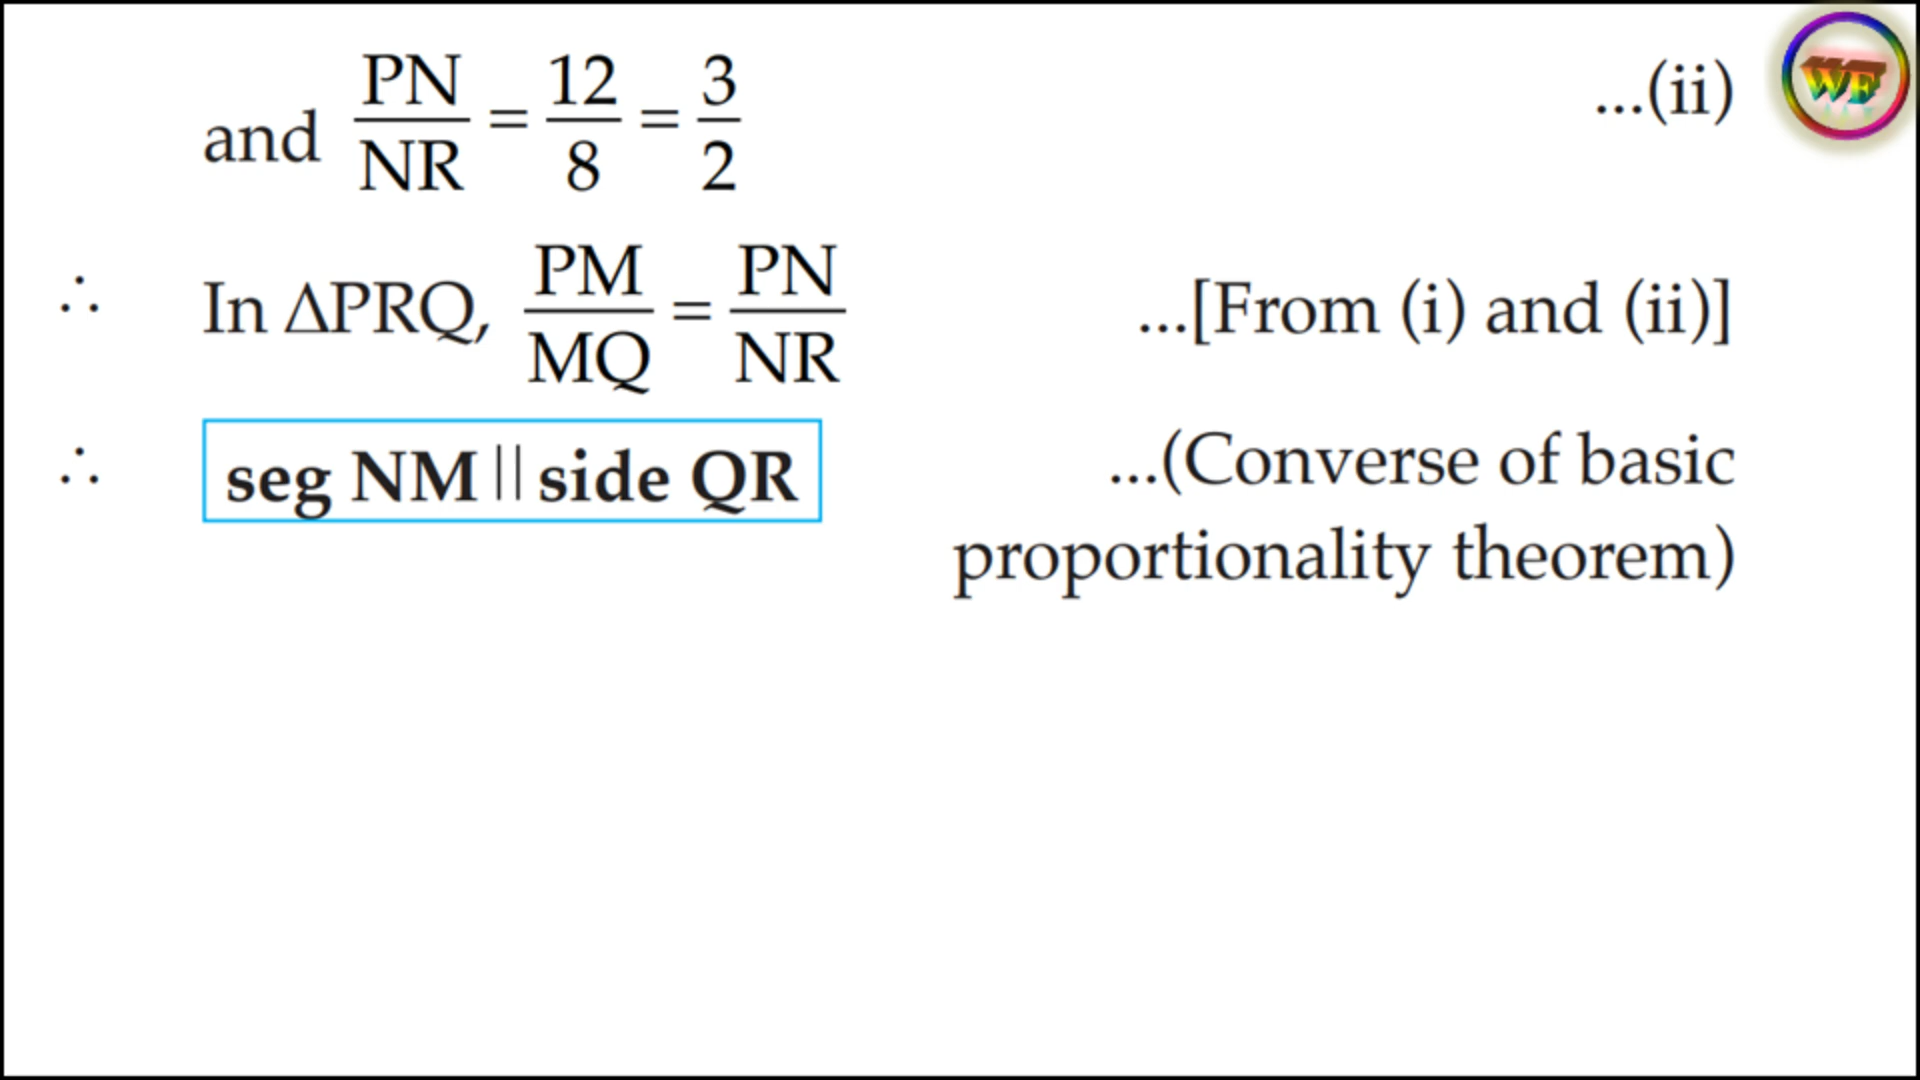 and PN/NR = 12/8 = 3/2 ...(ii)
∴ In ΔPRQ, PM/MQ = PN/NR ...[From (i) and (ii)]
∴ seg NM || side QR ...(Converse of basic
proportionality theorem)
WE